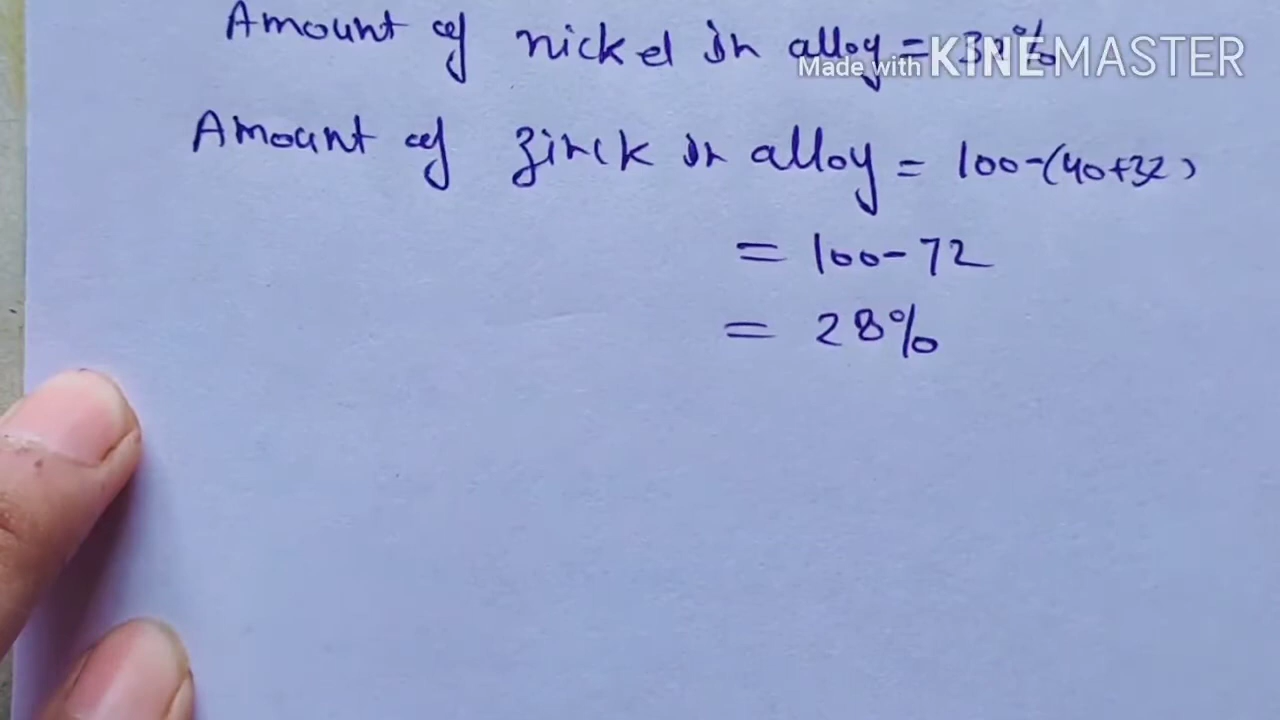 Amount of nickel in alloy = 32%
Made with KINEMASTER
Amount of zinck in alloy = 100-(40+32)
= 100-72
= 28%